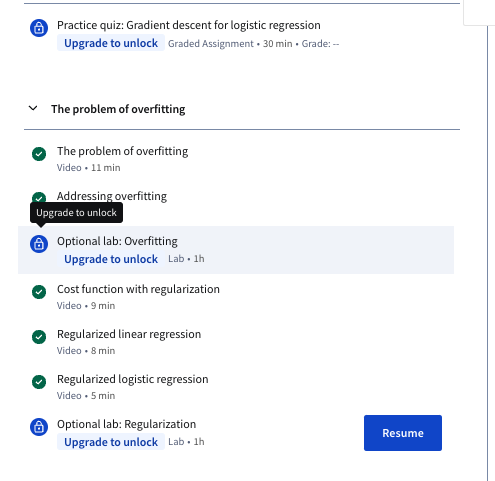 Practice quiz: Gradient descent for logistic regression
Upgrade to unlock Graded Assignment • 30 min • Grade: --
The problem of overfitting
The problem of overfitting
Video • 11 min
Addressing overfitting
Upgrade to unlock
Optional lab: Overfitting
Upgrade to unlock Lab • 1h
Cost function with regularization
Video • 9 min
Regularized linear regression
Video • 8 min
Regularized logistic regression
Video • 5 min
Optional lab: Regularization
Upgrade to unlock Lab • 1h
Resume